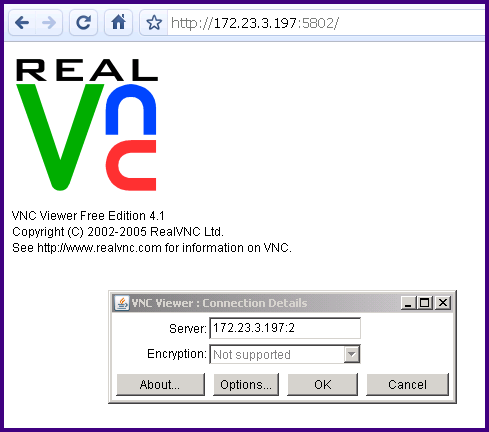 http://172.23.3.197:5802/
REAL
vnc
VNC Viewer Free Edition 4.1
Copyright (C) 2002-2005 RealVNC Ltd.
See http://www.realvnc.com for information on VNC.
VNC Viewer : Connection Details
Server: 172.23.3.197:2
Encryption: Not supported
About... Options... OK Cancel